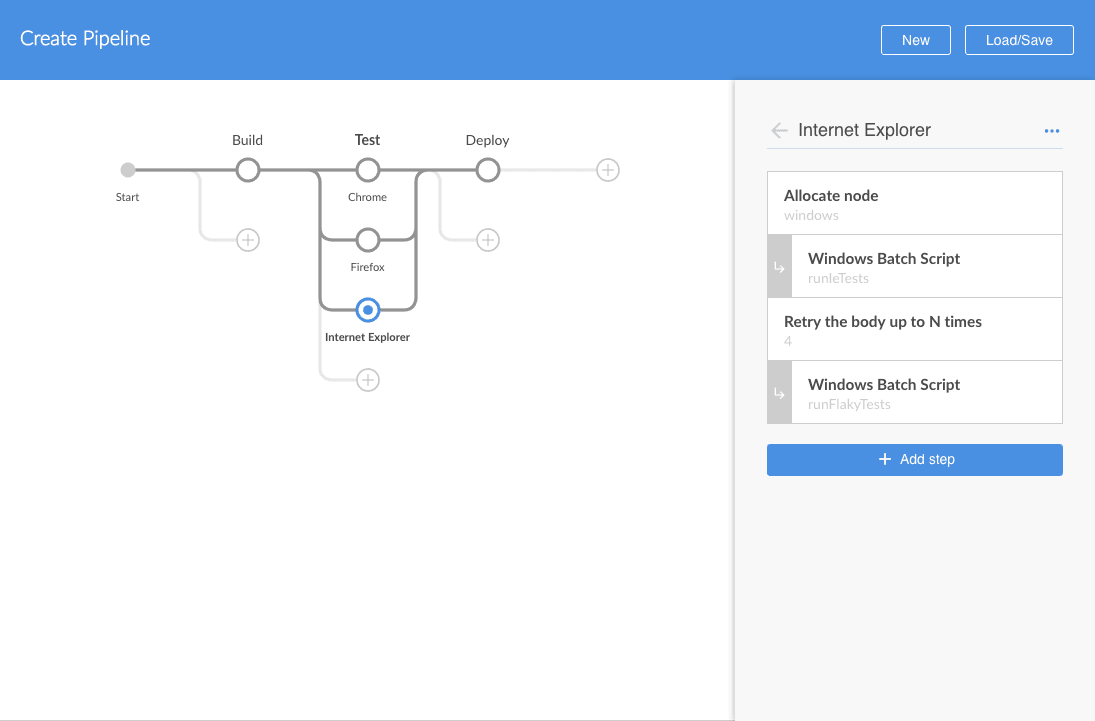 Create Pipeline
New
Load/Save
Build
Test
Deploy
Start
Chrome
Firefox
Internet Explorer
Internet Explorer
Allocate node
windows
Windows Batch Script
runIeTests
Retry the body up to N times
4
Windows Batch Script
runFlakyTests
Add step